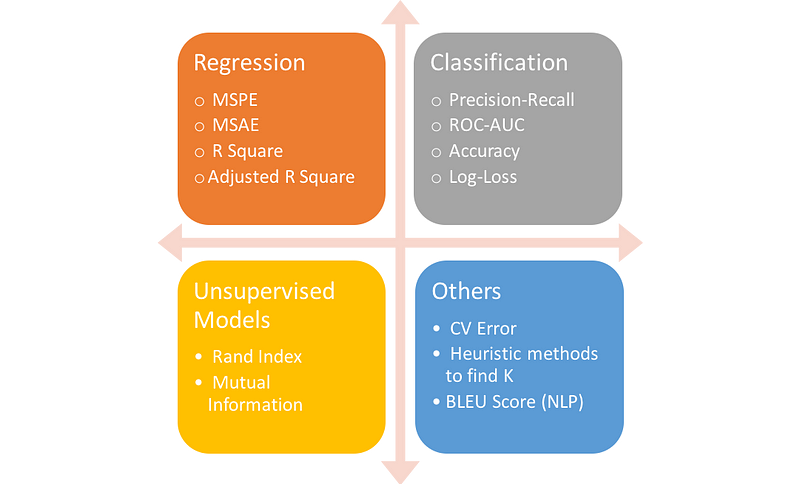 Regression
○ MSPE
○ MSAE
○ R Square
○ Adjusted R Square
Classification
○ Precision-Recall
○ ROC-AUC
○ Accuracy
○ Log-Loss
Unsupervised
Models
• Rand Index
• Mutual
Information
Others
• CV Error
• Heuristic methods
to find K
• BLEU Score (NLP)